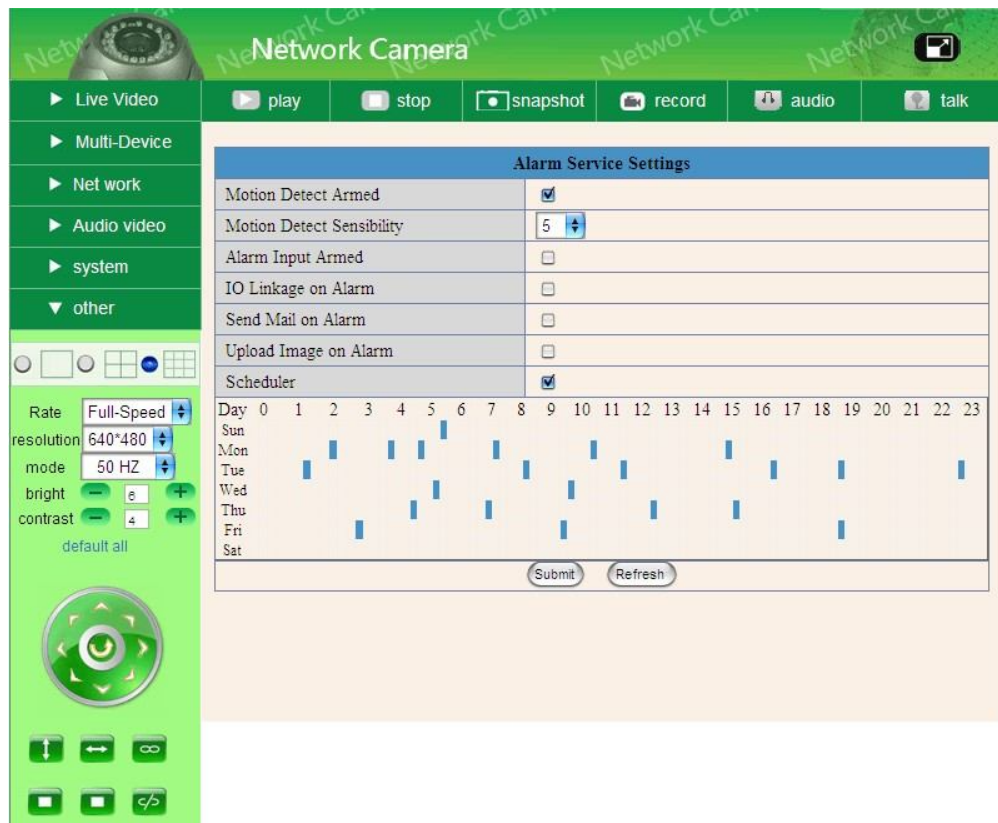 Network Camera
Live Video
play stop snapshot record audio talk
Multi-Device
Net work
Audio video
system
other
Alarm Service Settings
Motion Detect Armed
Motion Detect Sensibility 5
Alarm Input Armed
IO Linkage on Alarm
Send Mail on Alarm
Upload Image on Alarm
Scheduler
Day 0 1 2 3 4 5 6 7 8 9 10 11 12 13 14 15 16 17 18 19 20 21 22 23
Sun
Mon
Tue
Wed
Thu
Fri
Sat
Submit Refresh
Rate Full-Speed
resolution 640*480
mode 50 HZ
bright 6
contrast 4
default all